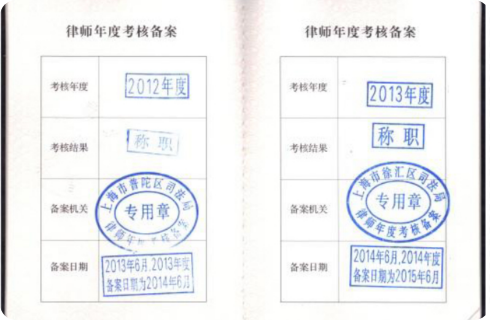 律师年度考核备案
考核年度
2012年度
考核结果
称职
备案机关
上海市普陀区司法局
专用章
律师年度考核备案
备案日期
2013年6月,2013年度
备案日期为2014年6月
律师年度考核备案
考核年度
2013年度
考核结果
称职
备案机关
上海市徐汇区司法局
专用章
律师年度考核备案
备案日期
2014年6月,2014年度
备案日期为2015年6月